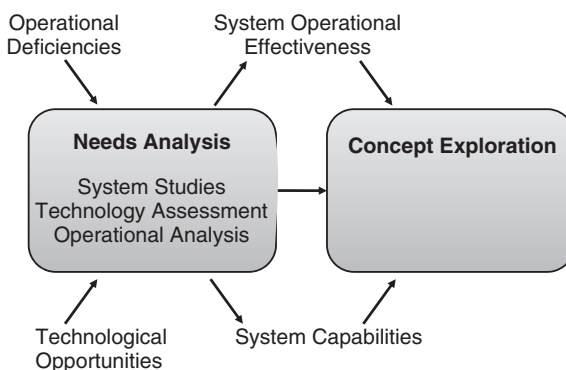 Operational
Deficiencies
System Operational
Effectiveness
Needs Analysis
System Studies
Technology Assessment
Operational Analysis
Concept Exploration
Technological
Opportunities
System Capabilities